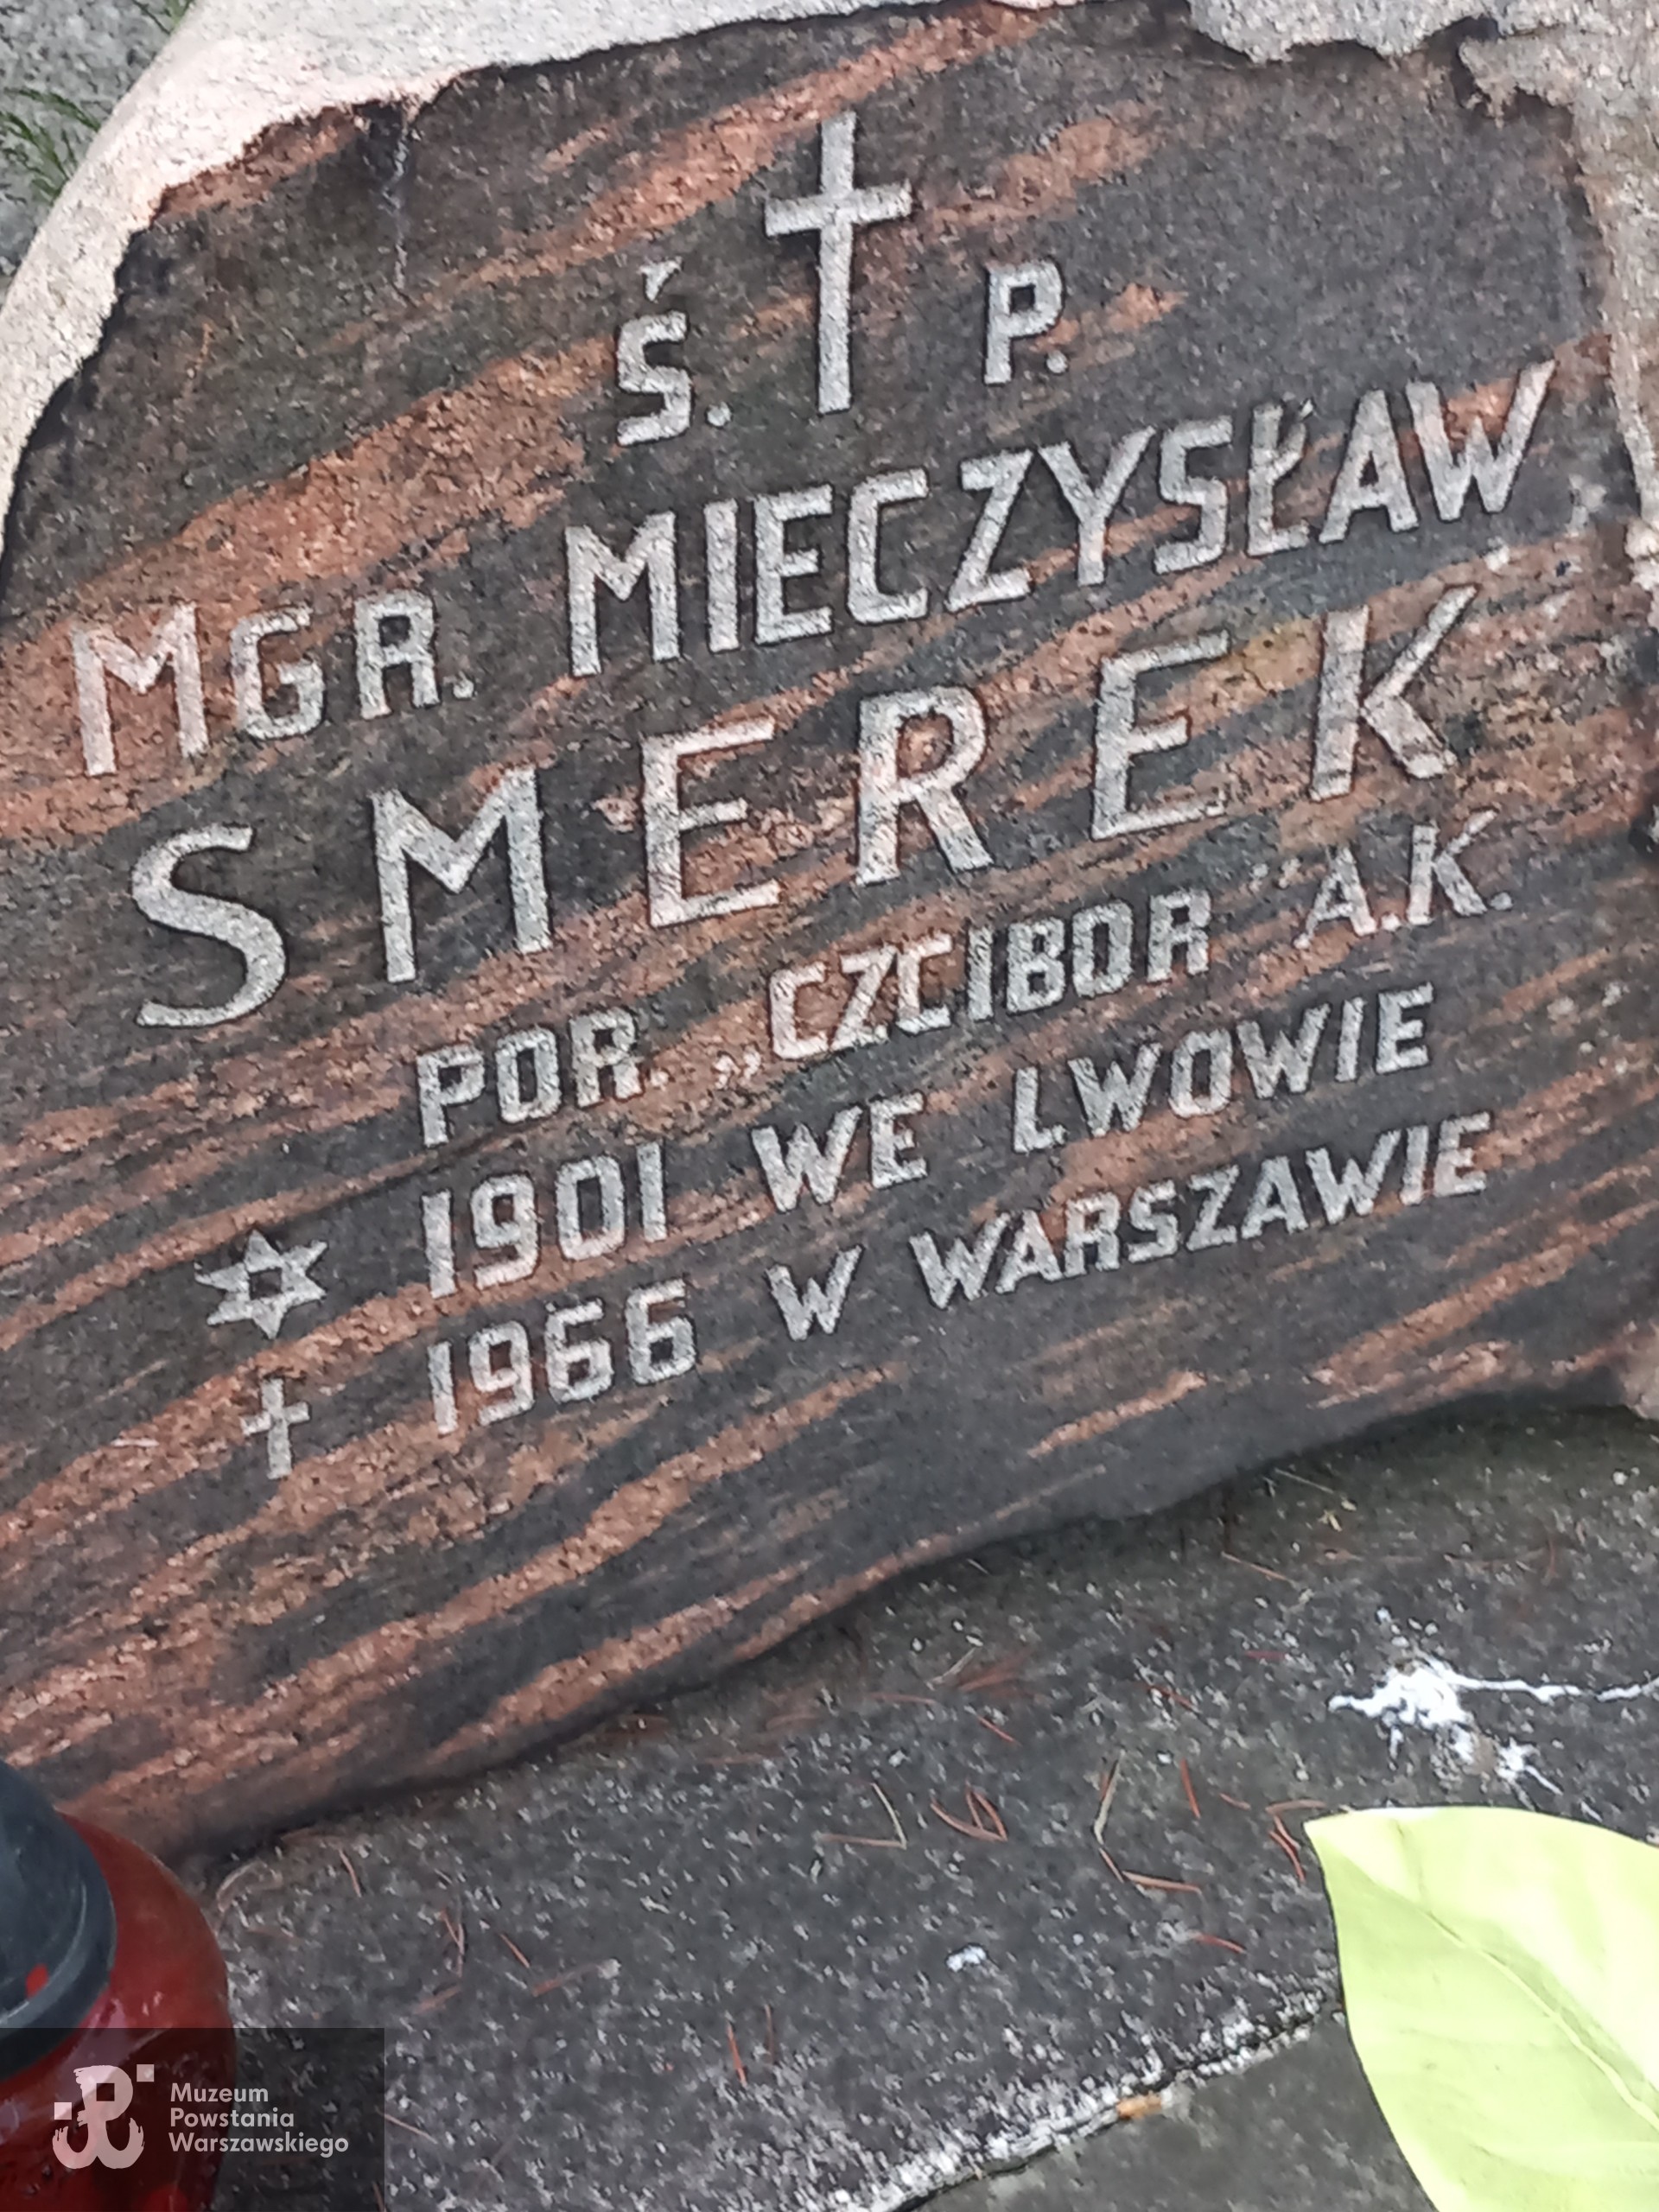 Ś. P.
MGR. MIECZYSŁAW
SMEREK
POR. „CZCIBOR” A.K.
1901 WE LWOWIE
1966 W WARSZAWIE
Muzeum
Powstania
Warszawskiego